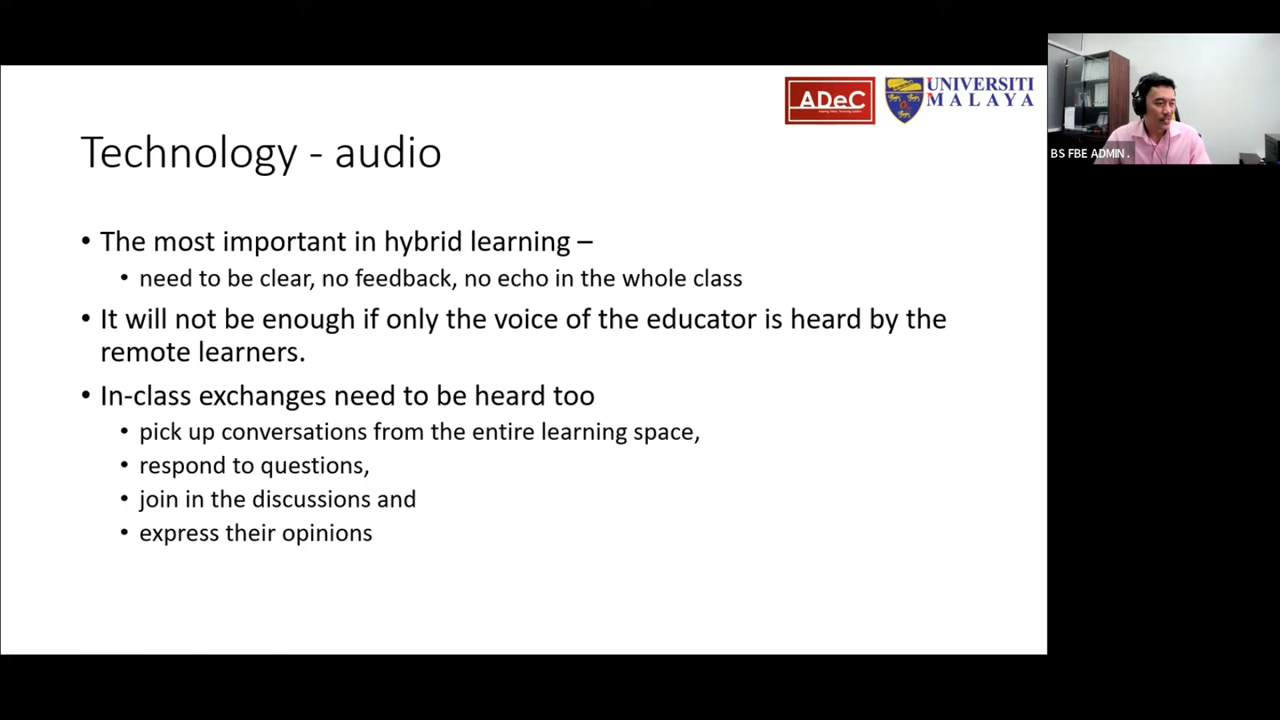 ADeC
UNIVERSITI
MALAYA
Technology - audio
• The most important in hybrid learning –
• need to be clear, no feedback, no echo in the whole class
• It will not be enough if only the voice of the educator is heard by the
remote learners.
• In-class exchanges need to be heard too
• pick up conversations from the entire learning space,
• respond to questions,
• join in the discussions and
• express their opinions
BS FBE ADMIN .